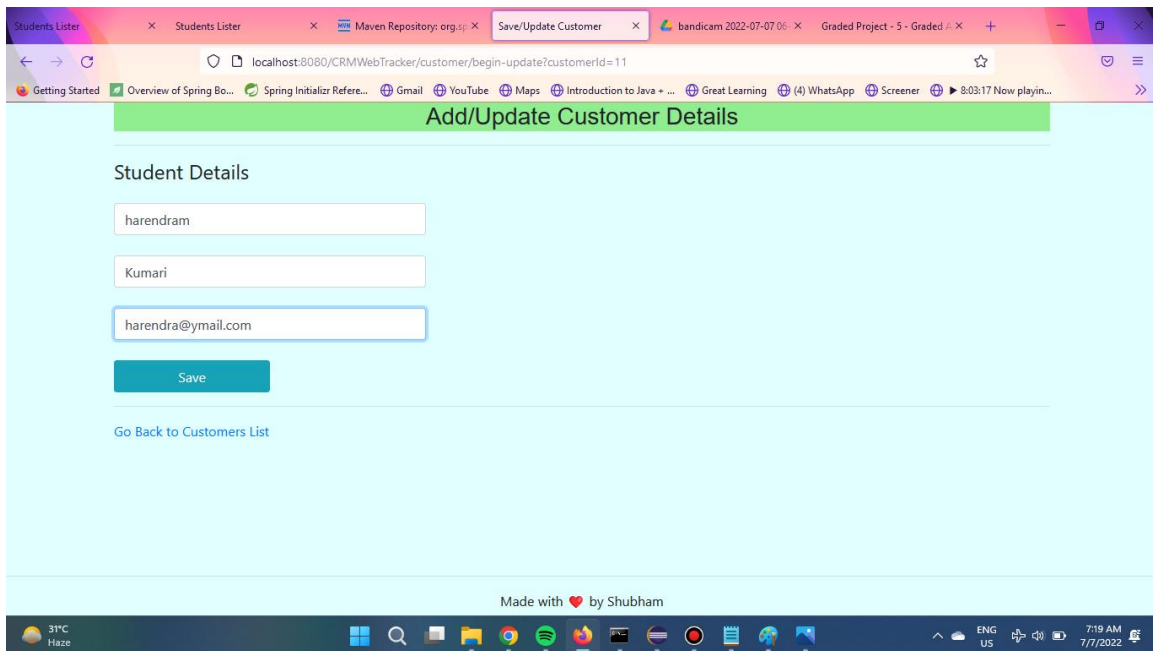 Students Lister
Students Lister
MVN Maven Repository: org.sp
Save/Update Customer
bandicam 2022-07-07 06-
Graded Project - 5 - Graded A
localhost:8080/CRMWebTracker/customer/begin-update?customerId=11
Getting Started Overview of Spring Bo... Spring Initializr Refere... Gmail YouTube Maps Introduction to Java + ... Great Learning (4) WhatsApp Screener ▶ 8:03:17 Now playin...
Add/Update Customer Details
Student Details
harendram
Kumari
harendra@ymail.com
Save
Go Back to Customers List
Made with ❤ by Shubham
31°C
Haze
ENG
US
7:19 AM
7/7/2022